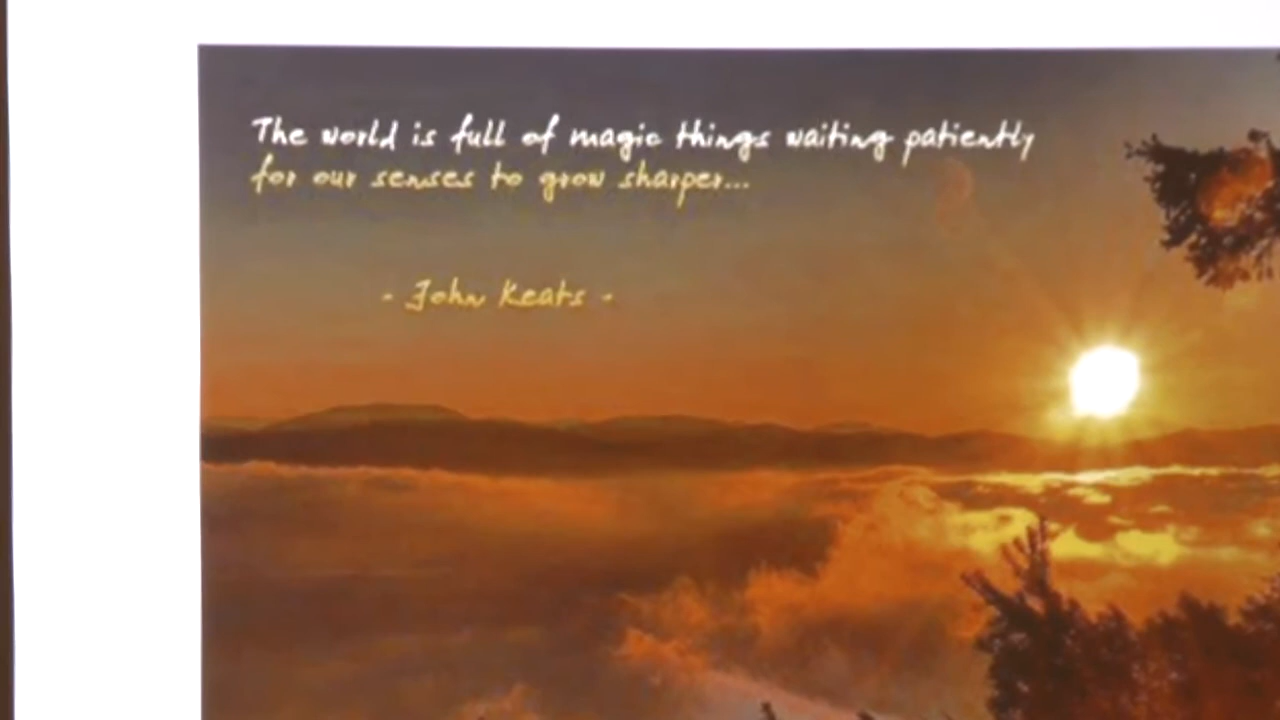 The world is full of magic things waiting patiently
for our senses to grow sharper...
- John Keats -